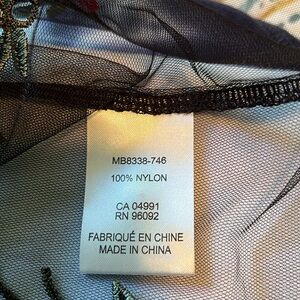 MB8338-746
100% NYLON
CA 04991
RN 96092
FABRIQUÉ EN CHINE
MADE IN CHINA